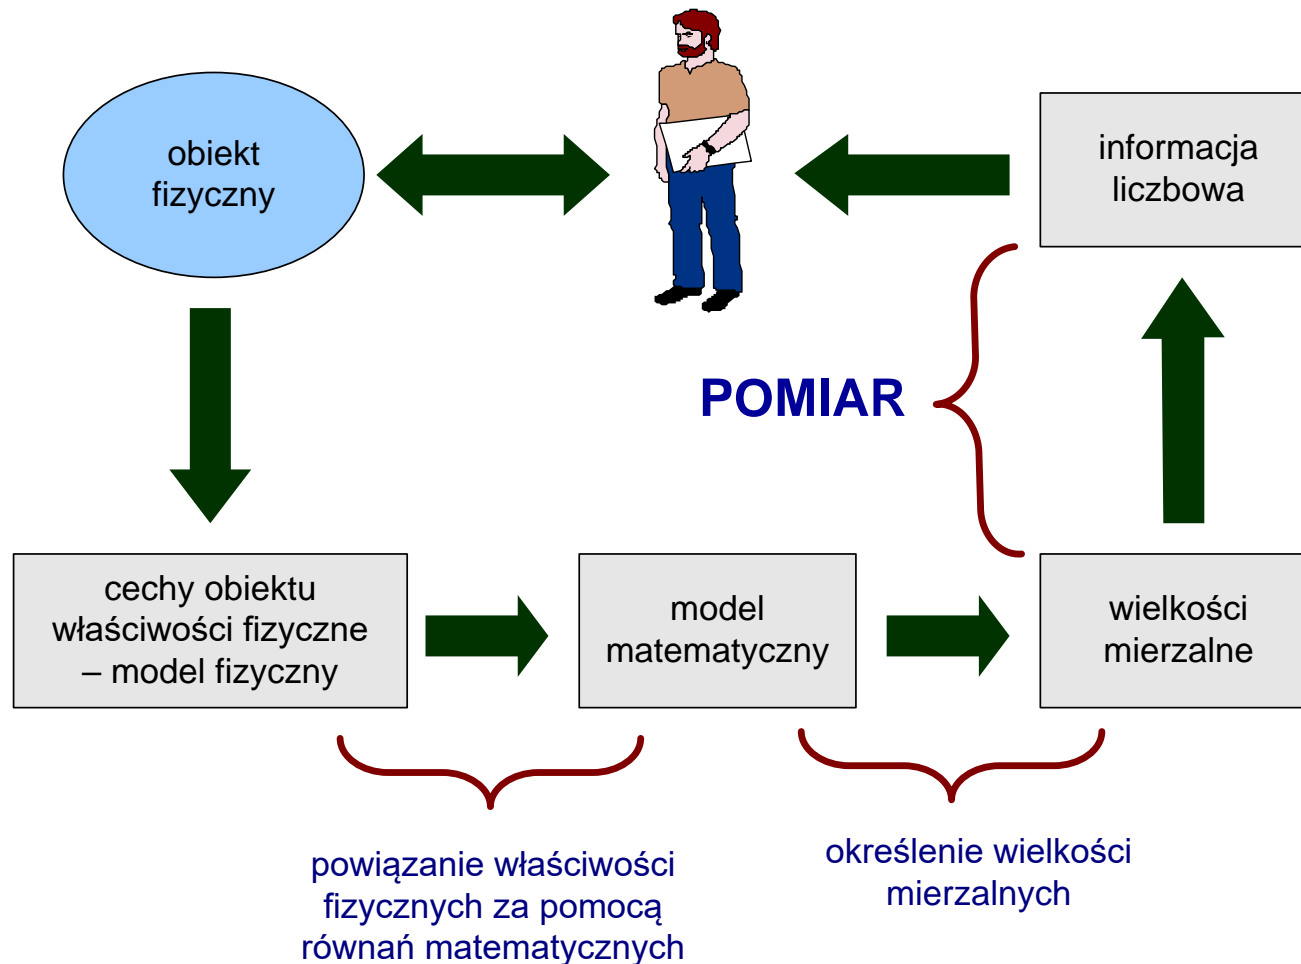 obiekt
fizyczny
informacja
liczbowa
POMIAR
cechy obiektu
właściwości fizyczne
– model fizyczny
model
matematyczny
wielkości
mierzalne
powiązanie właściwości
fizycznych za pomocą
równań matematycznych
określenie wielkości
mierzalnych